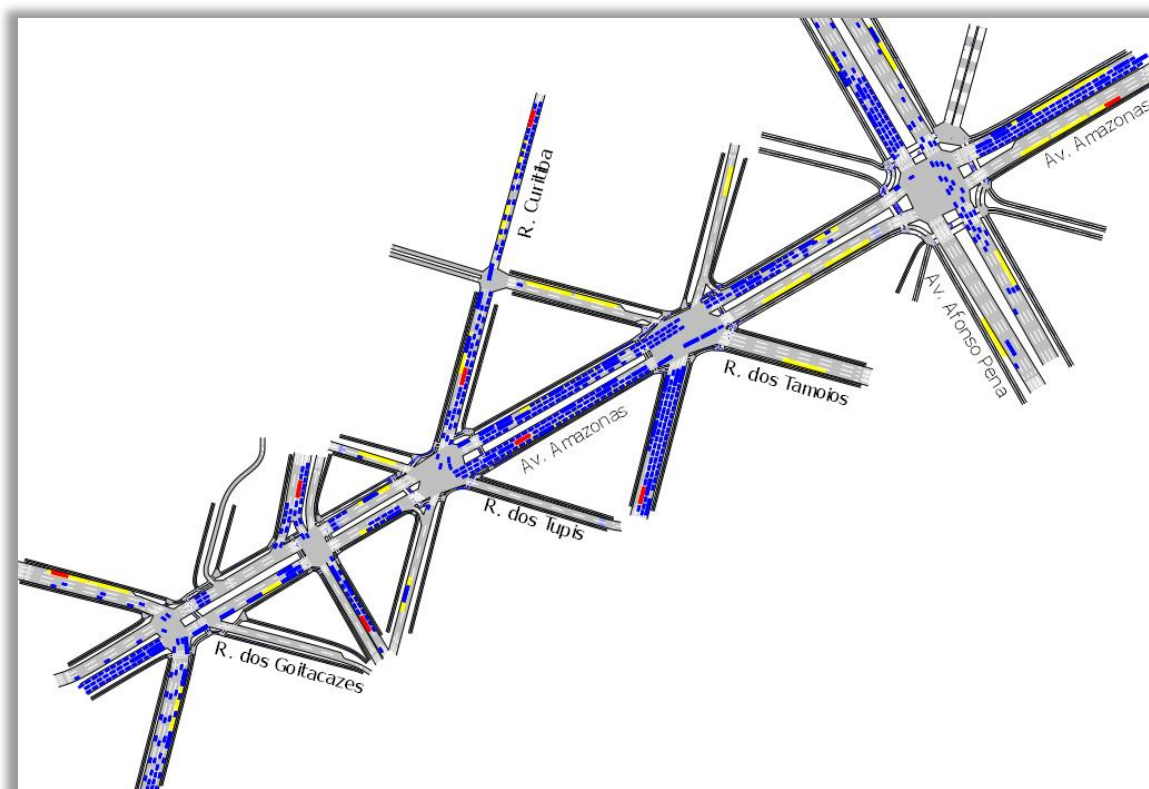 Av. Amazonas
R. Curitiba
Av. Afonso Pena
R. dos Tamoios
Av. Amazonas
R. dos Tupis
R. dos Goitacazes